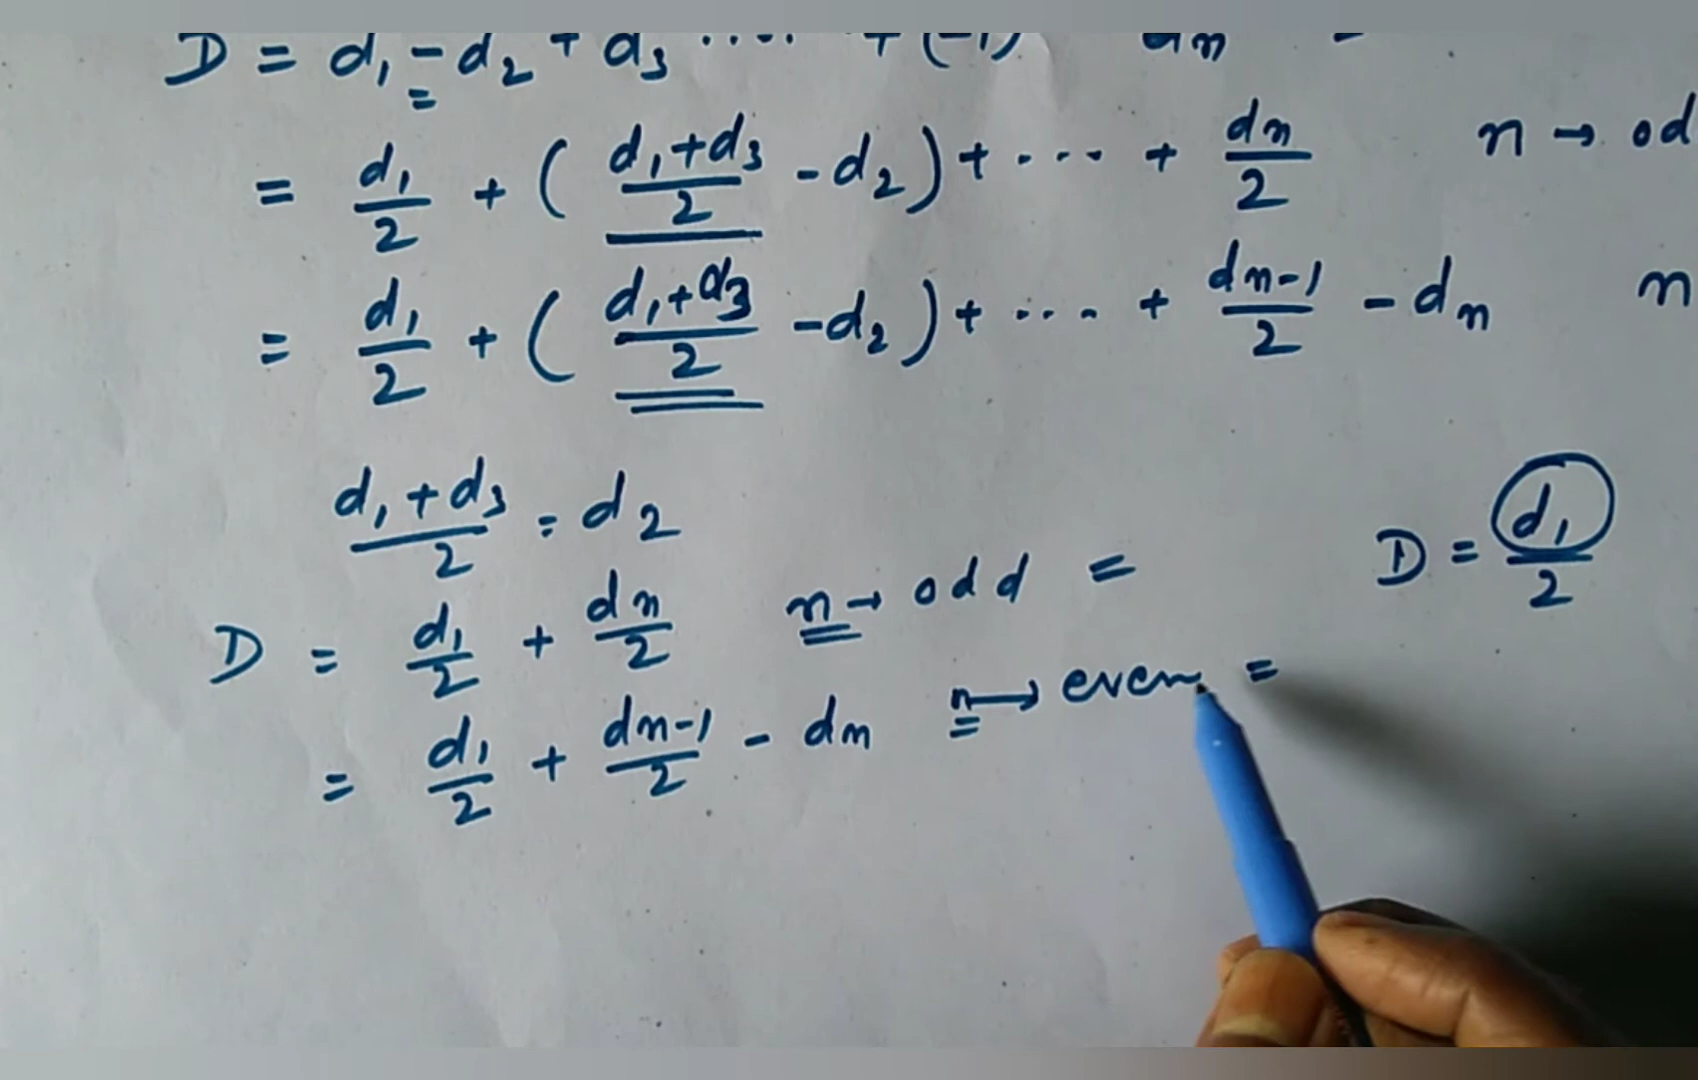 D = d₁ - d₂ + d₃ .... + (-1) dn =
= d₁/2 + ( (d₁+d₃)/2 - d₂ ) + .... + dn/2 n → od
= d₁/2 + ( (d₁+d₃)/2 - d₂ ) + .... + dn-1/2 - dn n
(d₁+d₃)/2 = d₂
D = d₁/2
D = d₁/2 + dn/2 n → odd =
= d₁/2 + dn-1/2 - dn n → even =